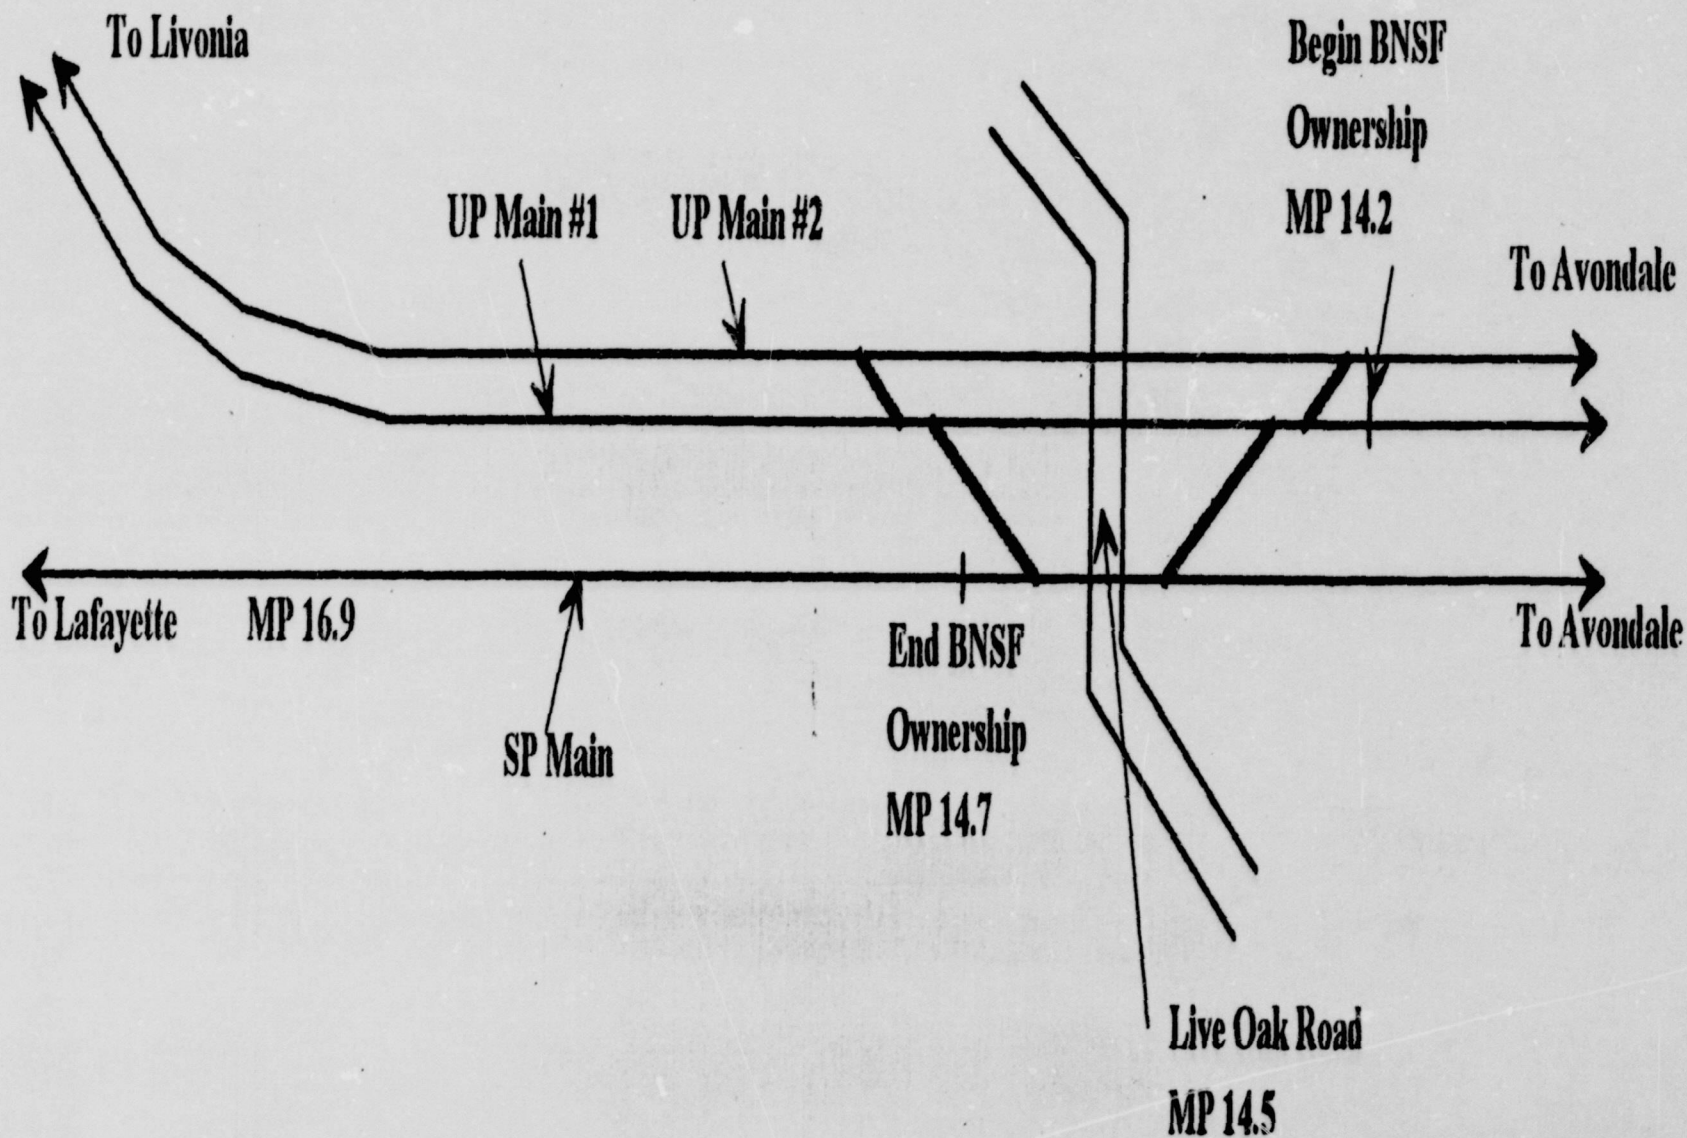 To Livonia
Begin BNSF
Ownership
MP 14.2
UP Main #1
UP Main #2
To Avondale
To Lafayette
MP 16.9
End BNSF
Ownership
MP 14.7
To Avondale
SP Main
Live Oak Road
MP 14.5